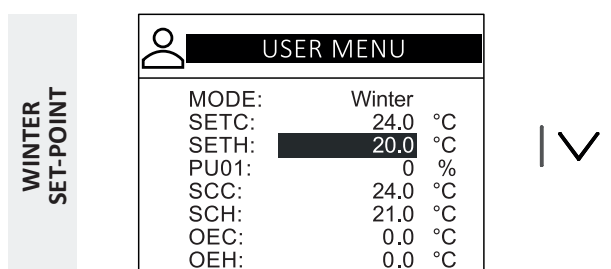 WINTER
SET-POINT
USER MENU
MODE: Winter
SETC: 24.0 °C
SETH: 20.0 °C
PU01: 0 %
SCC: 24.0 °C
SCH: 21.0 °C
OEC: 0.0 °C
OEH: 0.0 °C